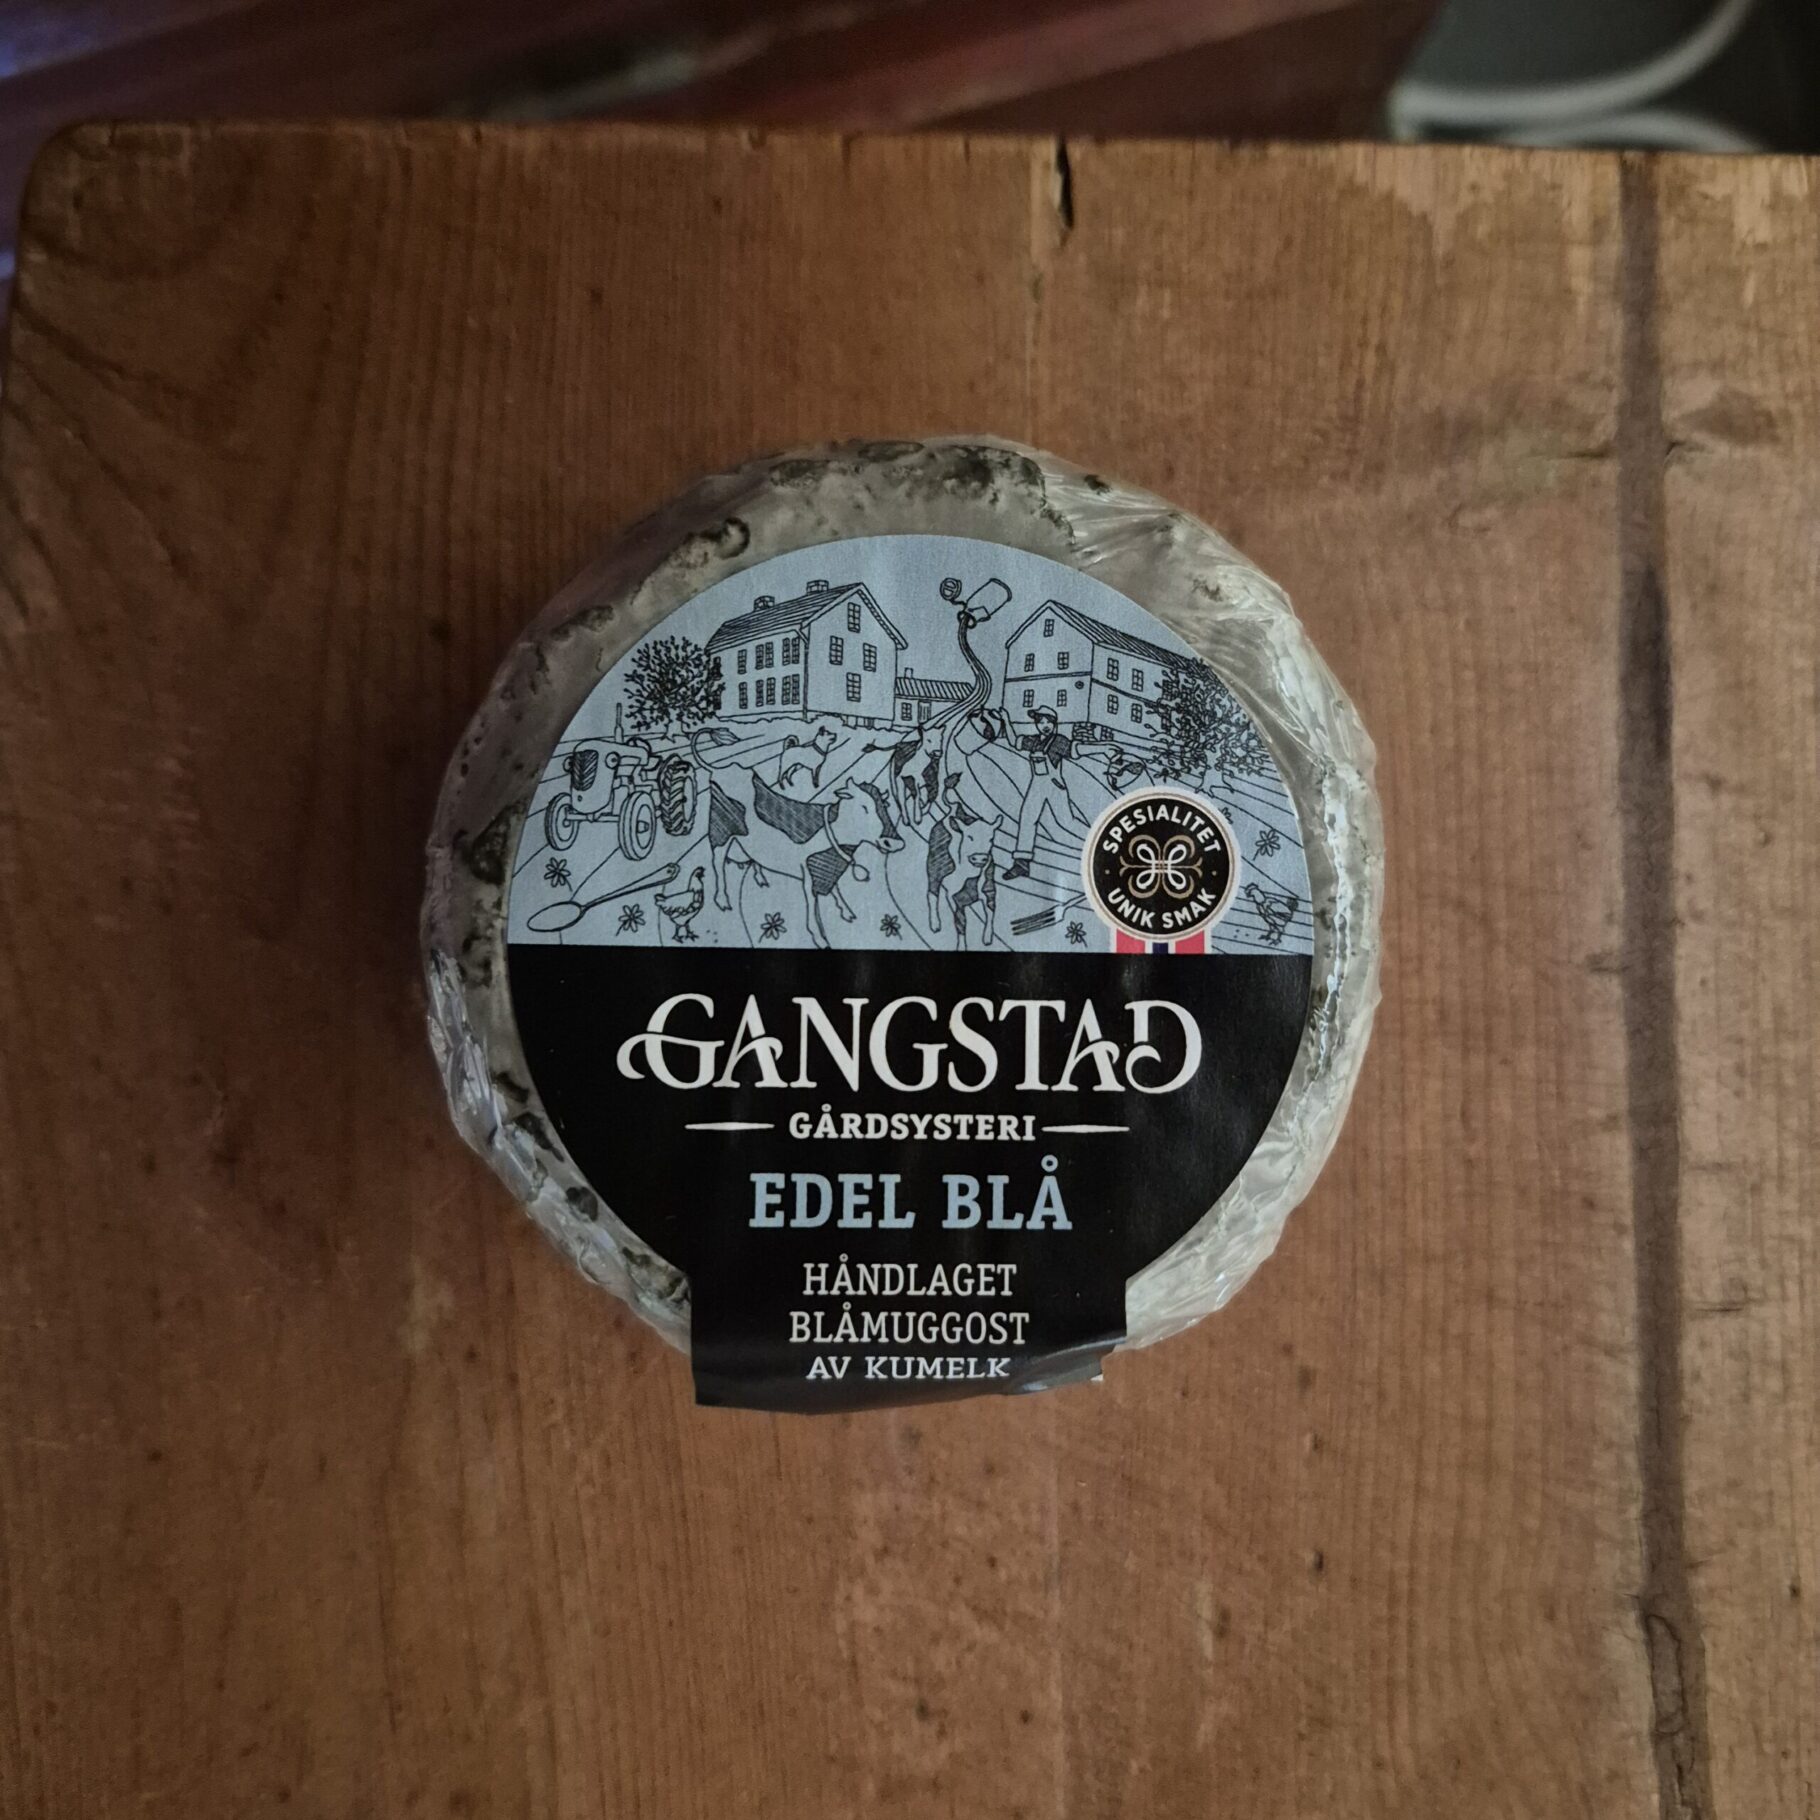 SPESIALITET
UNIK SMAK
GANGSTAD
GÅRDSYSTERI
EDEL BLÅ
HÅNDLAGET
BLÅMUGGOST
AV KUMELK